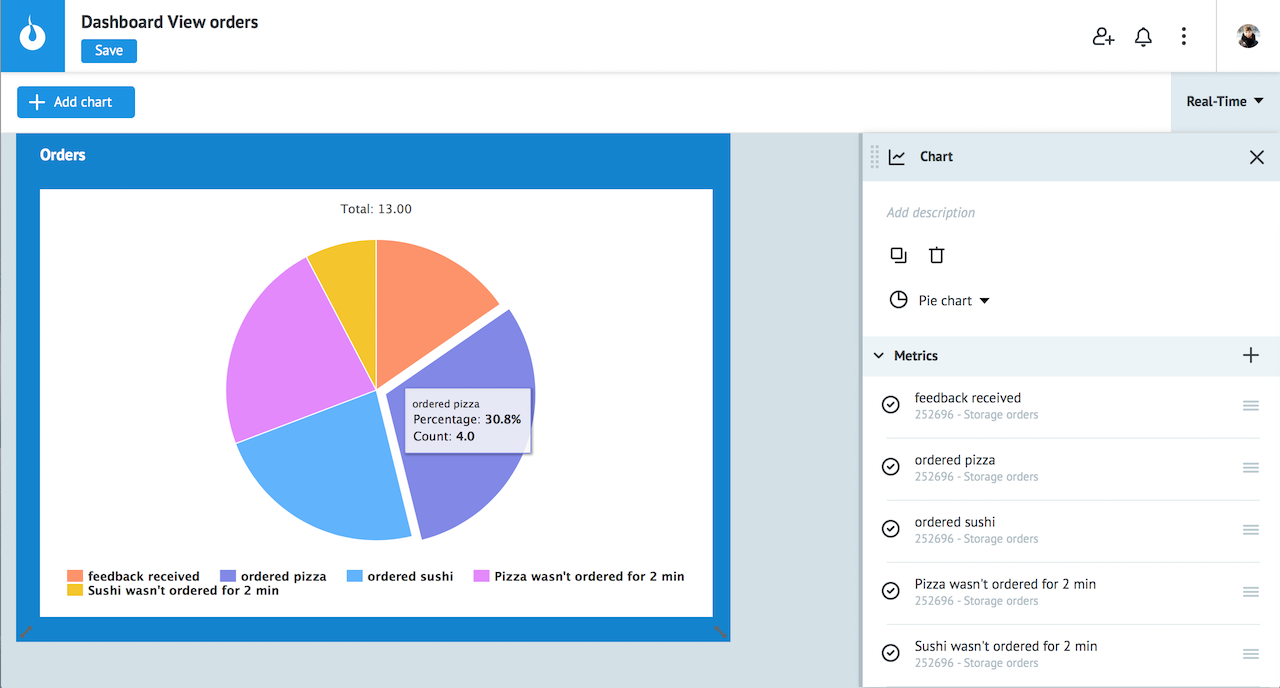 Dashboard View orders
Save
Add chart
Real-Time
Orders
Total: 13.00
ordered pizza
Percentage: 30.8%
Count: 4.0
feedback received ordered pizza ordered sushi Pizza wasn't ordered for 2 min
Sushi wasn't ordered for 2 min
Chart
Add description
Pie chart
Metrics
feedback received
252696 - Storage orders
ordered pizza
252696 - Storage orders
ordered sushi
252696 - Storage orders
Pizza wasn't ordered for 2 min
252696 - Storage orders
Sushi wasn't ordered for 2 min
252696 - Storage orders